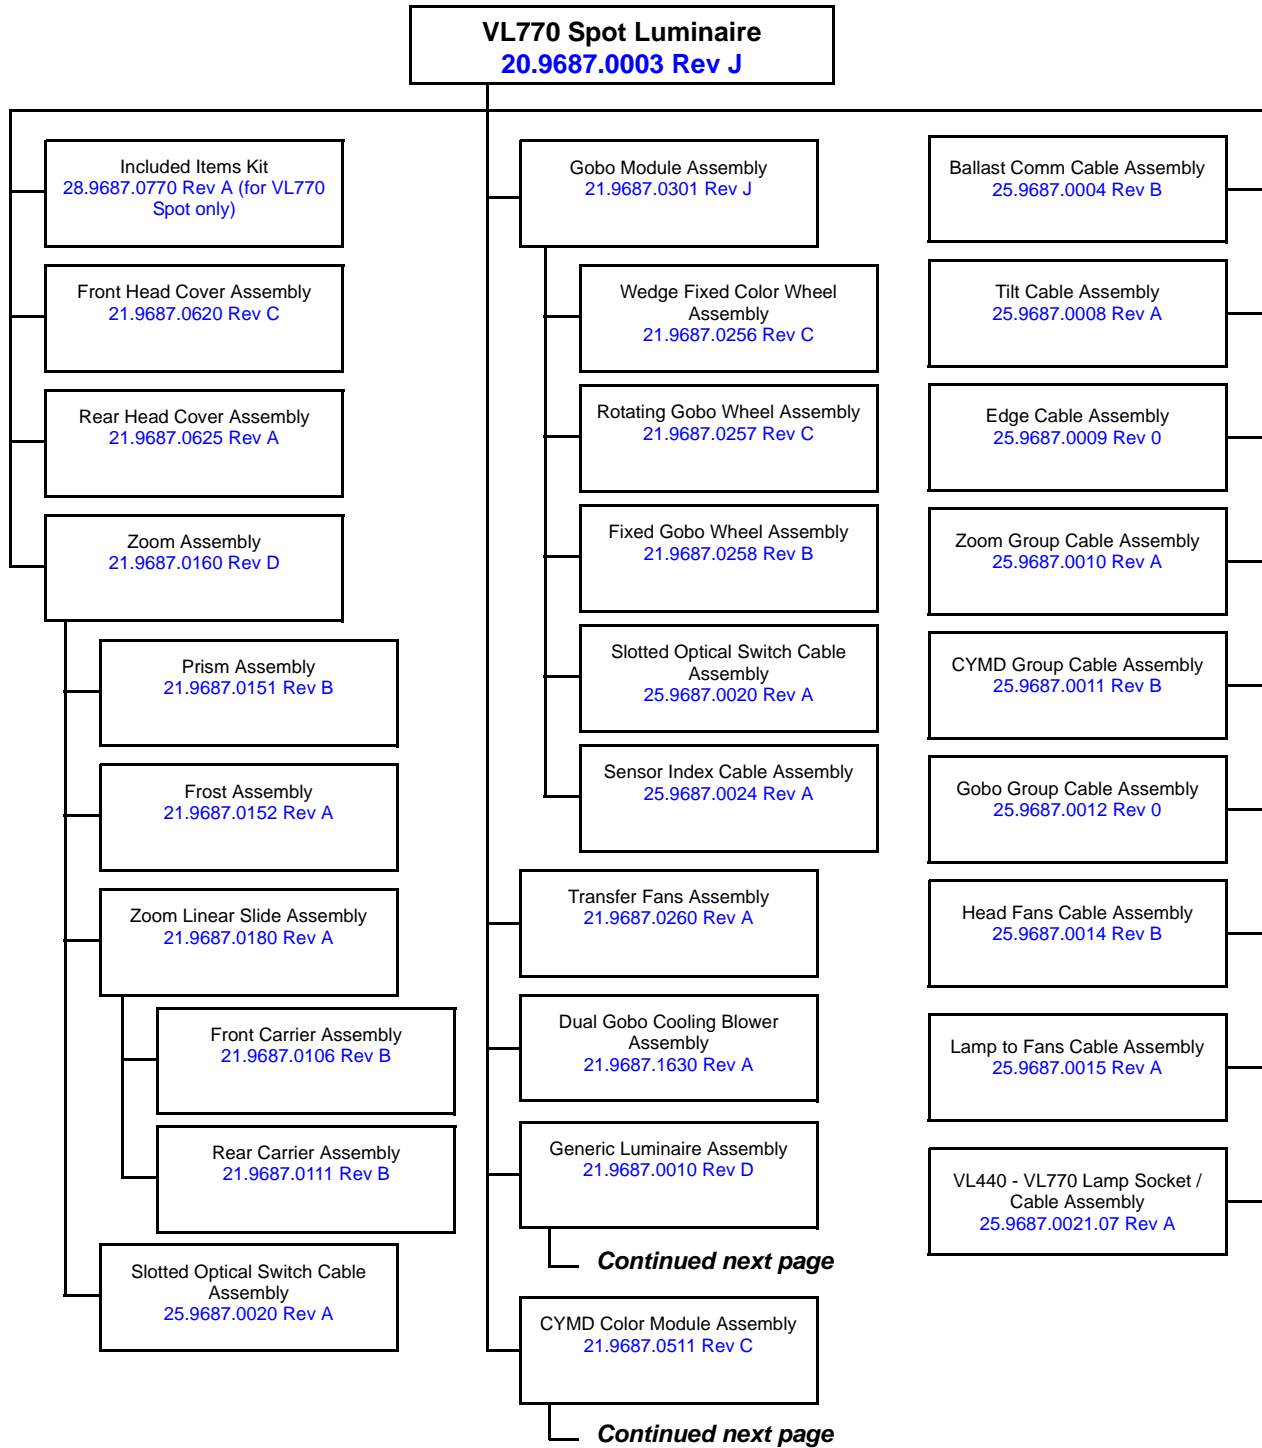 VL770 Spot Luminaire
20.9687.0003 Rev J
Included Items Kit
28.9687.0770 Rev A (for VL770
Spot only)
Front Head Cover Assembly
21.9687.0620 Rev C
Rear Head Cover Assembly
21.9687.0625 Rev A
Zoom Assembly
21.9687.0160 Rev D
Prism Assembly
21.9687.0151 Rev B
Frost Assembly
21.9687.0152 Rev A
Zoom Linear Slide Assembly
21.9687.0180 Rev A
Front Carrier Assembly
21.9687.0106 Rev B
Rear Carrier Assembly
21.9687.0111 Rev B
Slotted Optical Switch Cable
Assembly
25.9687.0020 Rev A
Gobo Module Assembly
21.9687.0301 Rev J
Wedge Fixed Color Wheel
Assembly
21.9687.0256 Rev C
Rotating Gobo Wheel Assembly
21.9687.0257 Rev C
Fixed Gobo Wheel Assembly
21.9687.0258 Rev B
Slotted Optical Switch Cable
Assembly
25.9687.0020 Rev A
Sensor Index Cable Assembly
25.9687.0024 Rev A
Transfer Fans Assembly
21.9687.0260 Rev A
Dual Gobo Cooling Blower
Assembly
21.9687.1630 Rev A
Generic Luminaire Assembly
21.9687.0010 Rev D
Continued next page
CYMD Color Module Assembly
21.9687.0511 Rev C
Continued next page
Ballast Comm Cable Assembly
25.9687.0004 Rev B
Tilt Cable Assembly
25.9687.0008 Rev A
Edge Cable Assembly
25.9687.0009 Rev 0
Zoom Group Cable Assembly
25.9687.0010 Rev A
CYMD Group Cable Assembly
25.9687.0011 Rev B
Gobo Group Cable Assembly
25.9687.0012 Rev 0
Head Fans Cable Assembly
25.9687.0014 Rev B
Lamp to Fans Cable Assembly
25.9687.0015 Rev A
VL440 - VL770 Lamp Socket /
Cable Assembly
25.9687.0021.07 Rev A